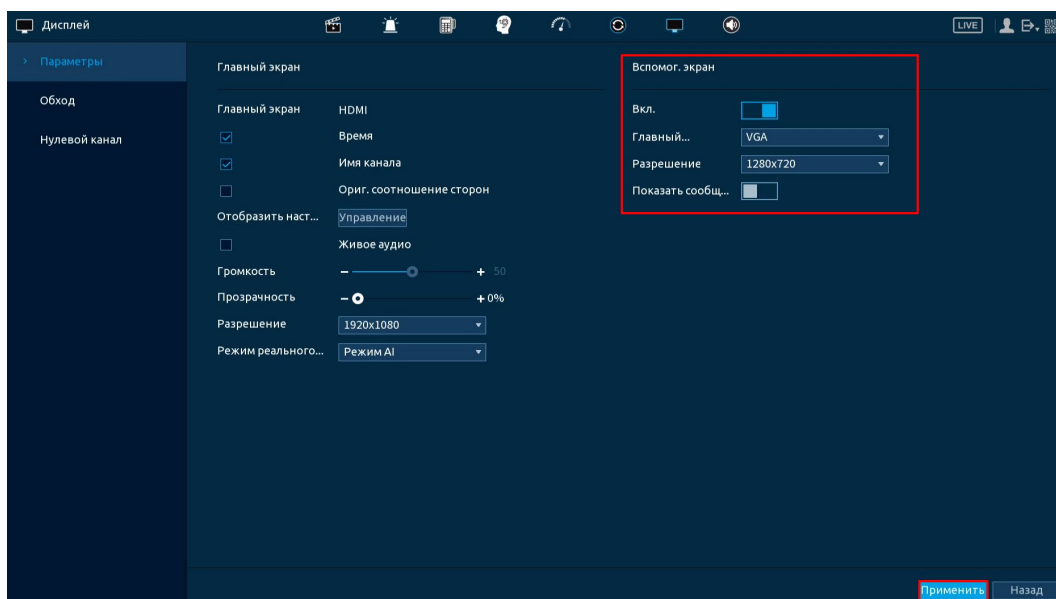 Дисплей
LIVE
Параметры
Обход
Нулевой канал
Главный экран
Главный экран HDMI
Время
Имя канала
Ориг. соотношение сторон
Отобразить наст... Управление
Живое аудио
Громкость - + 50
Прозрачность - + 0%
Разрешение 1920x1080
Режим реального... Режим AI
Вспомог. экран
Вкл.
Главный... VGA
Разрешение 1280x720
Показать сообщ...
Применить Назад